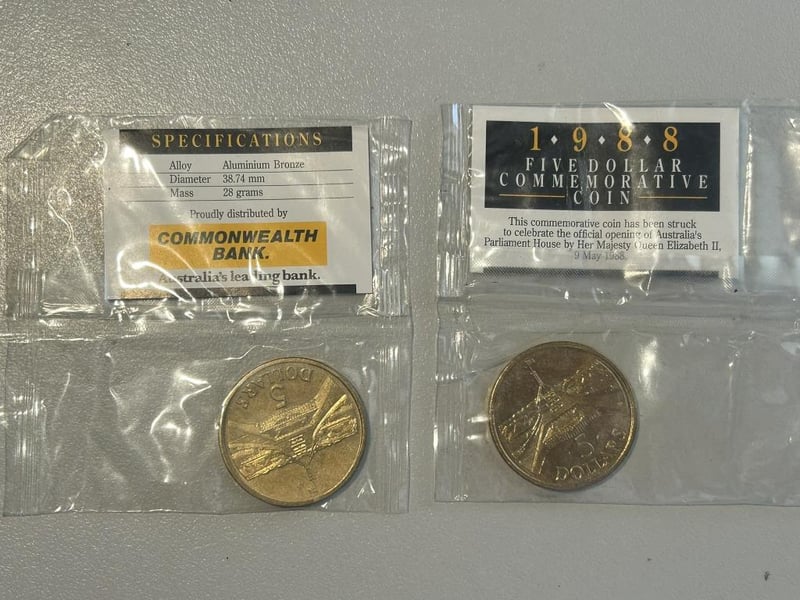 SPECIFICATIONS
Alloy Aluminium Bronze
Diameter 38.74 mm
Mass 28 grams
Proudly distributed by
COMMONWEALTH
BANK.
Australia's leading bank.
5
DOLLARS
1•9•8•8
FIVE DOLLAR
COMMEMORATIVE
COIN
This commemorative coin has been struck
to celebrate the official opening of Australia's
Parliament House by Her Majesty Queen Elizabeth II,
9 May 1988.
5
DOLLARS